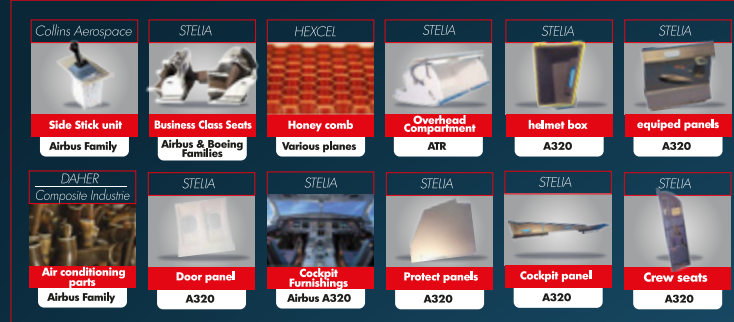 Collins Aerospace
STELIA
HEXCEL
STELIA
STELIA
STELIA
Side Stick unit
Business Class Seats
Honey comb
Overhead
Compartment
helmet box
equiped panels
Airbus Family
Airbus & Boeing
Families
Various planes
ATR
A320
A320
DAHER
Composite Industrie
STELIA
STELIA
STELIA
STELIA
STELIA
Air conditioning
parts
Door panel
Cockpit
Furnishings
Protect panels
Cockpit panel
Crew seats
Airbus Family
A320
Airbus A320
A320
A320
A320